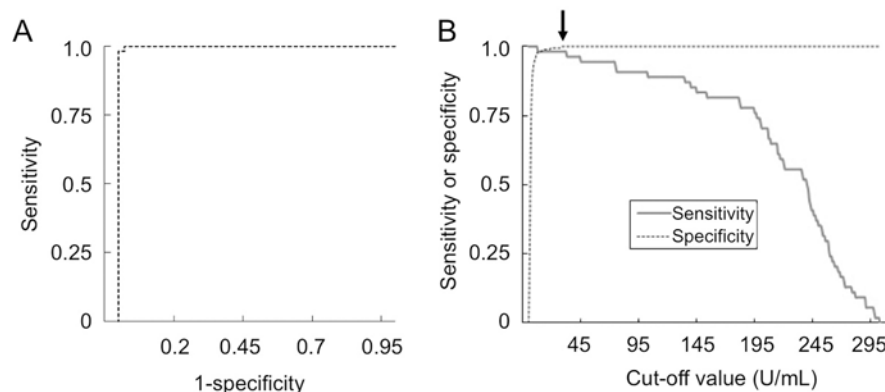 A
Sensitivity
1.0
0.75
0.5
0.25
0
0.2 0.45 0.7 0.95
1-specificity
B
Sensitivity or specificity
1.0
0.75
0.5
0.25
0
Sensitivity
Specificity
45 95 145 195 245 295
Cut-off value (U/mL)